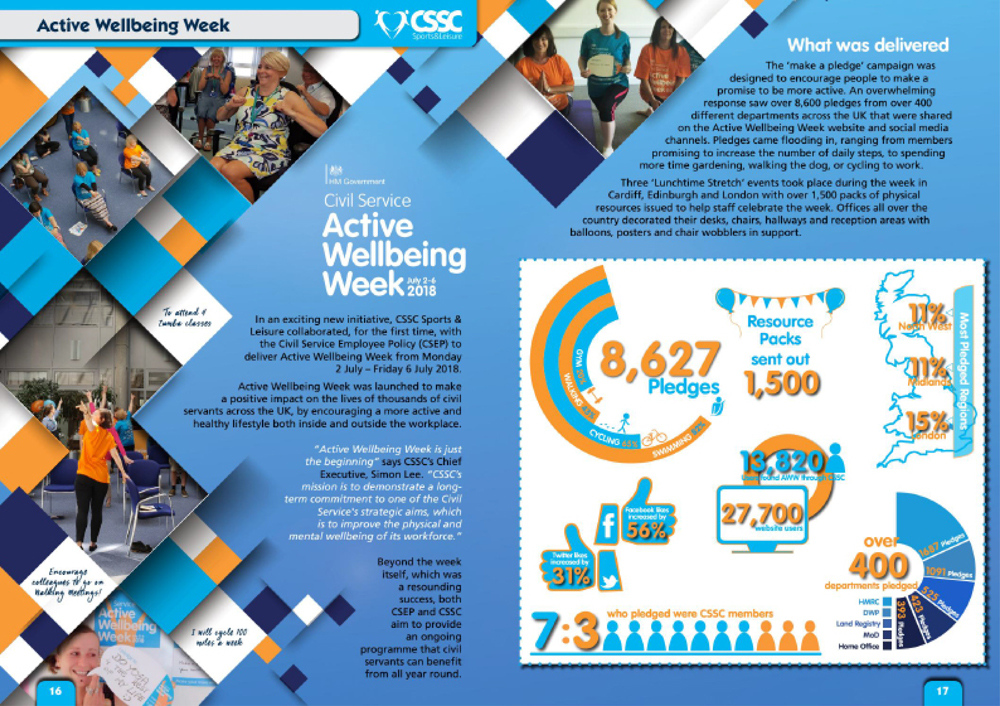 Active Wellbeing Week
CSSC
Sports&Leisure
HM Government
Civil Service
Active
Wellbeing
Week July 2-6
2018
To attend 4
Zumba classes
In an exciting new initiative, CSSC Sports &
Leisure collaborated, for the first time, with
the Civil Service Employee Policy (CSEP) to
deliver Active Wellbeing Week from Monday
2 July – Friday 6 July 2018.
Active Wellbeing Week was launched to make
a positive impact on the lives of thousands of civil
servants across the UK, by encouraging a more active and
healthy lifestyle both inside and outside the workplace.
"Active Wellbeing Week is just
the beginning" says CSSC's Chief
Executive, Simon Lee. "CSSC's
mission is to demonstrate a long-
term commitment to one of the Civil
Service's strategic aims, which
is to improve the physical and
mental wellbeing of its workforce."
Beyond the week
itself, which was
a resounding
success, both
CSEP and CSSC
aim to provide
an ongoing
programme that civil
servants can benefit
from all year round.
Encourage
colleagues to go on
Walking Meetings!
Active
Wellbeing
Week
I will cycle 100
miles a week
16
What was delivered
The 'make a pledge' campaign was
designed to encourage people to make a
promise to be more active. An overwhelming
response saw over 8,600 pledges from over 400
different departments across the UK that were shared
on the Active Wellbeing Week website and social media
channels. Pledges came flooding in, ranging from members
promising to increase the number of daily steps, to spending
more time gardening, walking the dog, or cycling to work.
Three 'Lunchtime Stretch' events took place during the week in
Cardiff, Edinburgh and London with over 1,500 packs of physical
resources issued to help staff celebrate the week. Offices all over the
country decorated their desks, chairs, hallways and reception areas with
balloons, posters and chair wobblers in support.
8,627
Pledges
GYM
WALKING
CYCLING
SWIMMING
Resource
Packs
sent out
1,500
11%
North West
11%
Midlands
15%
London
Most Pledged Regions
13,820
Users found AWW through CSSC
27,700
website users
Facebook likes
increased by
56%
Twitter likes
increased by
31%
over
400
departments pledged
1687 Pledges
1091 Pledges
525 Pledges
423 Pledges
393 Pledges
HMRC
DWP
Land Registry
MoD
Home Office
7:3 who pledged were CSSC members
17